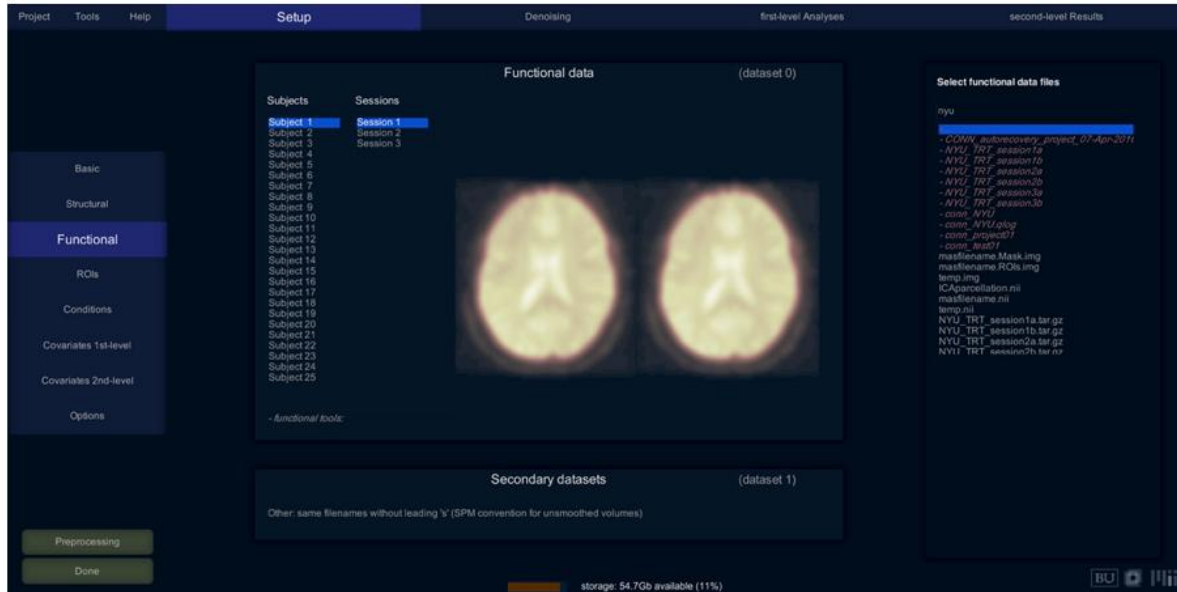 Project Tools Help Setup Denoising first-level Analyses second-level Results
Functional data (dataset 0)
Subjects Sessions
Subject 1 Session 1
Subject 2 Session 2
Subject 3 Session 3
Subject 4
Subject 5
Subject 6
Subject 7
Subject 8
Subject 9
Subject 10
Subject 11
Subject 12
Subject 13
Subject 14
Subject 15
Subject 16
Subject 17
Subject 18
Subject 19
Subject 20
Subject 21
Subject 22
Subject 23
Subject 24
Subject 25
- functional tools:
Basic
Structural
Functional
ROIs
Conditions
Covariates 1st-level
Covariates 2nd-level
Options
Preprocessing
Done
Secondary datasets (dataset 1)
Other: same filenames without leading 's' (SPM convention for unsmoothed volumes)
storage: 54.7Gb available (11%)
Select functional data files
nyu
- CONN_autorecovery_project_07-Apr-201
- NYU_TRT_session1a
- NYU_TRT_session1b
- NYU_TRT_session2a
- NYU_TRT_session2b
- NYU_TRT_session3a
- NYU_TRT_session3b
- conn_NYU
- conn_NYU.qlog
- conn_project01
- conn_test01
masfilename.Mask.img
masfilename.ROIs.img
temp.img
ICAparcellation.nii
masfilename.nii
temp.nii
NYU_TRT_session1a.tar.gz
NYU_TRT_session1b.tar.gz
NYU_TRT_session2a.tar.gz
NYU_TRT_session2b.tar.gz
BU